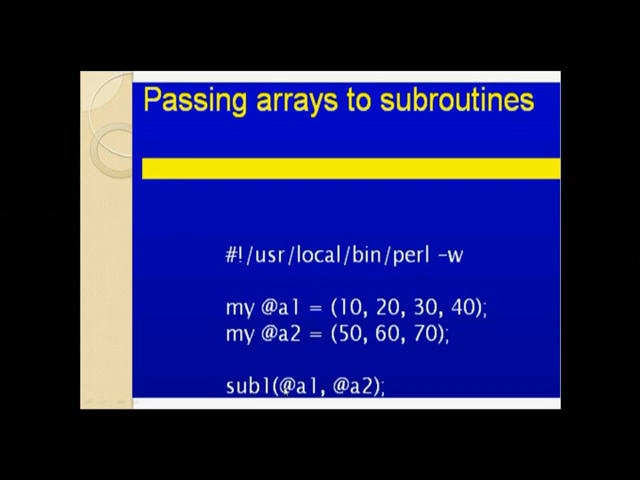 Passing arrays to subroutines
#!/usr/local/bin/perl -w
my @a1 = (10, 20, 30, 40);
my @a2 = (50, 60, 70);
sub1(@a1, @a2);